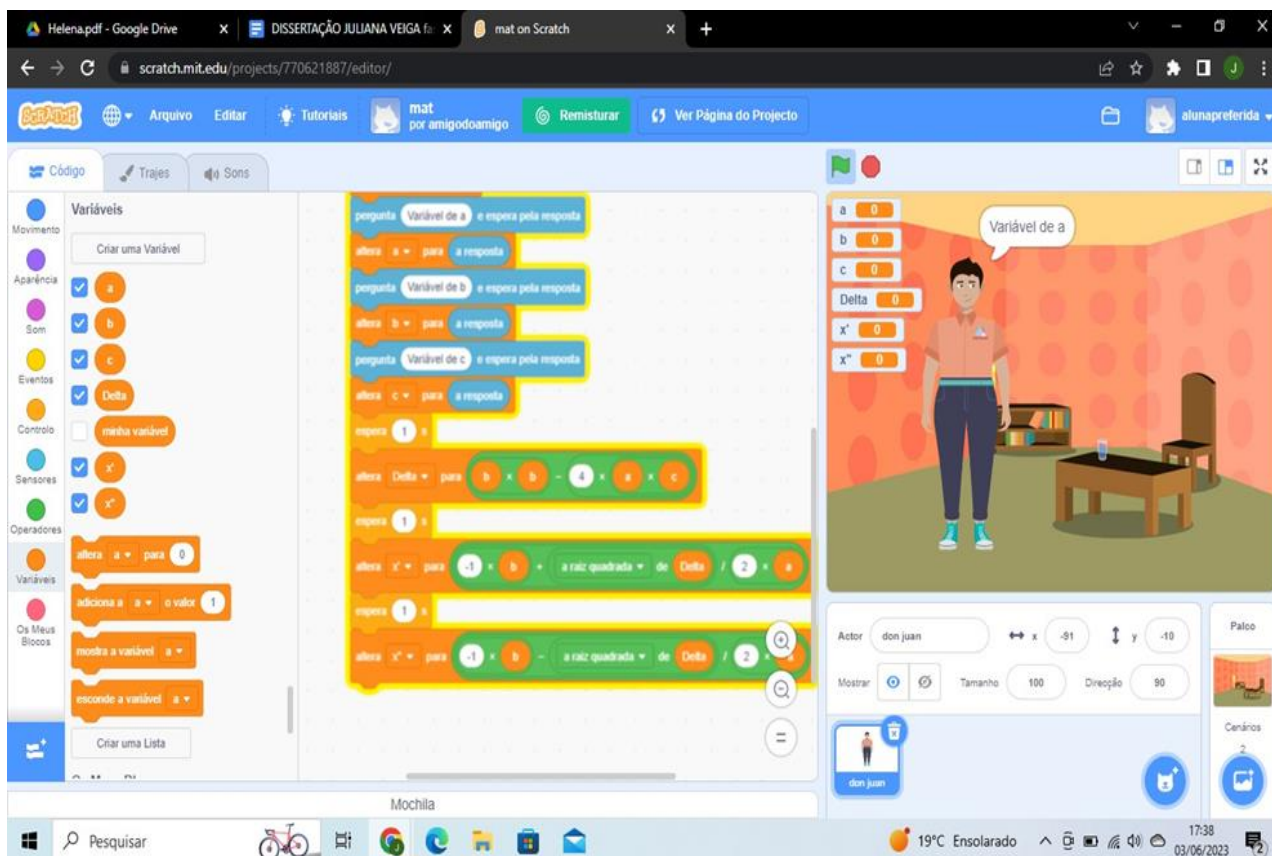 Helena.pdf - Google Drive
DISSERTAÇÃO JULIANA VEIGA fa
mat on Scratch
scratch.mit.edu/projects/770621887/editor/
J
SCRATCH
Arquivo
Editar
Tutoriais
mat
por amigodoamigo
Remisturar
Ver Página do Projecto
alunapreferida
Código
Trajes
Sons
Movimento
Aparência
Som
Eventos
Controlo
Sensores
Operadores
Variáveis
Os Meus
Blocos
Variáveis
Criar uma Variável
a
b
c
Delta
minha variável
x'
x"
altera a para 0
adiciona a a o valor 1
mostra a variável a
esconde a variável a
Criar uma Lista
pergunta Variável de a e espera pela resposta
altera a para a resposta
pergunta Variável de b e espera pela resposta
altera b para a resposta
pergunta Variável de c e espera pela resposta
altera c para a resposta
espera 1 s
altera Delta para b × b - 4 × a × c
espera 1 s
altera x' para -1 × b + a raiz quadrada de Delta / 2 × a
espera 1 s
altera x" para -1 × b - a raiz quadrada de Delta / 2 × a
Mochila
a 0
b 0
c 0
Delta 0
x' 0
x" 0
Variável de a
Actor don juan x -91 y -10
Mostrar Tamanho 100 Direcção 90
don juan
Palco
Cenários
2
Pesquisar
19°C Ensolarado
17:38
03/06/2023
2